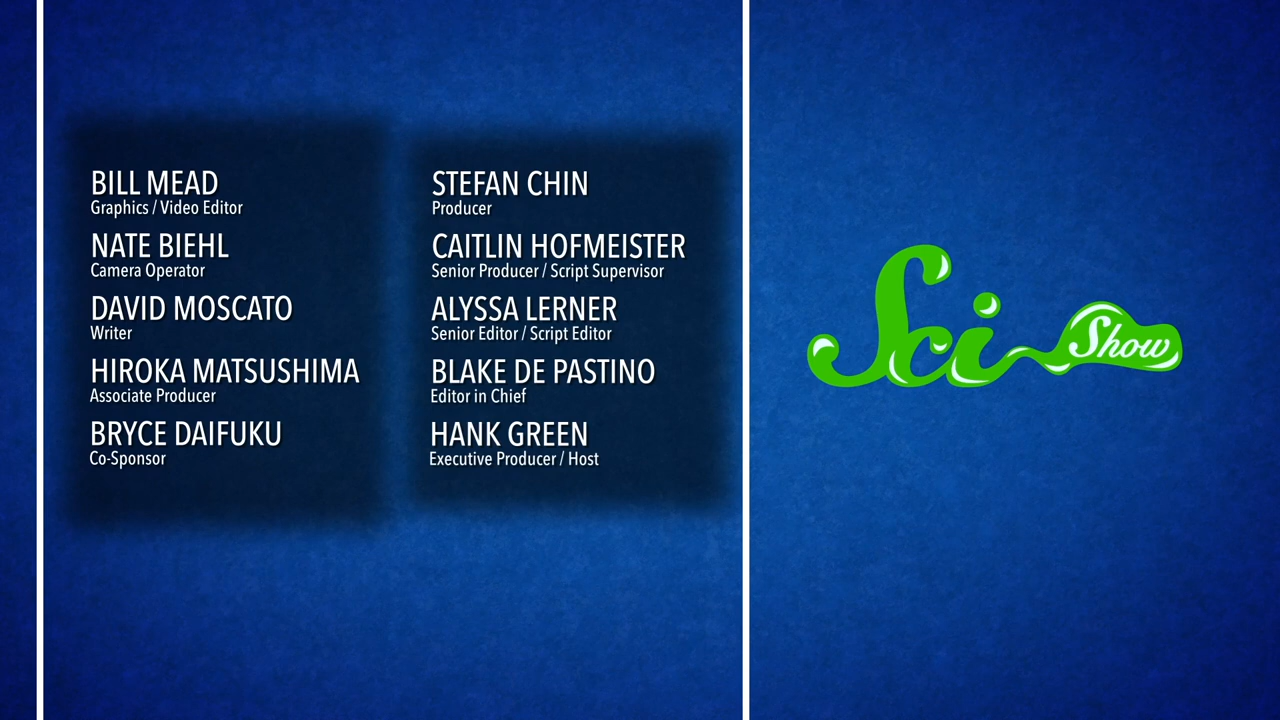 BILL MEAD
Graphics / Video Editor
NATE BIEHL
Camera Operator
DAVID MOSCATO
Writer
HIROKA MATSUSHIMA
Associate Producer
BRYCE DAIFUKU
Co-Sponsor
STEFAN CHIN
Producer
CAITLIN HOFMEISTER
Senior Producer / Script Supervisor
ALYSSA LERNER
Senior Editor / Script Editor
BLAKE DE PASTINO
Editor in Chief
HANK GREEN
Executive Producer / Host
Sci Show